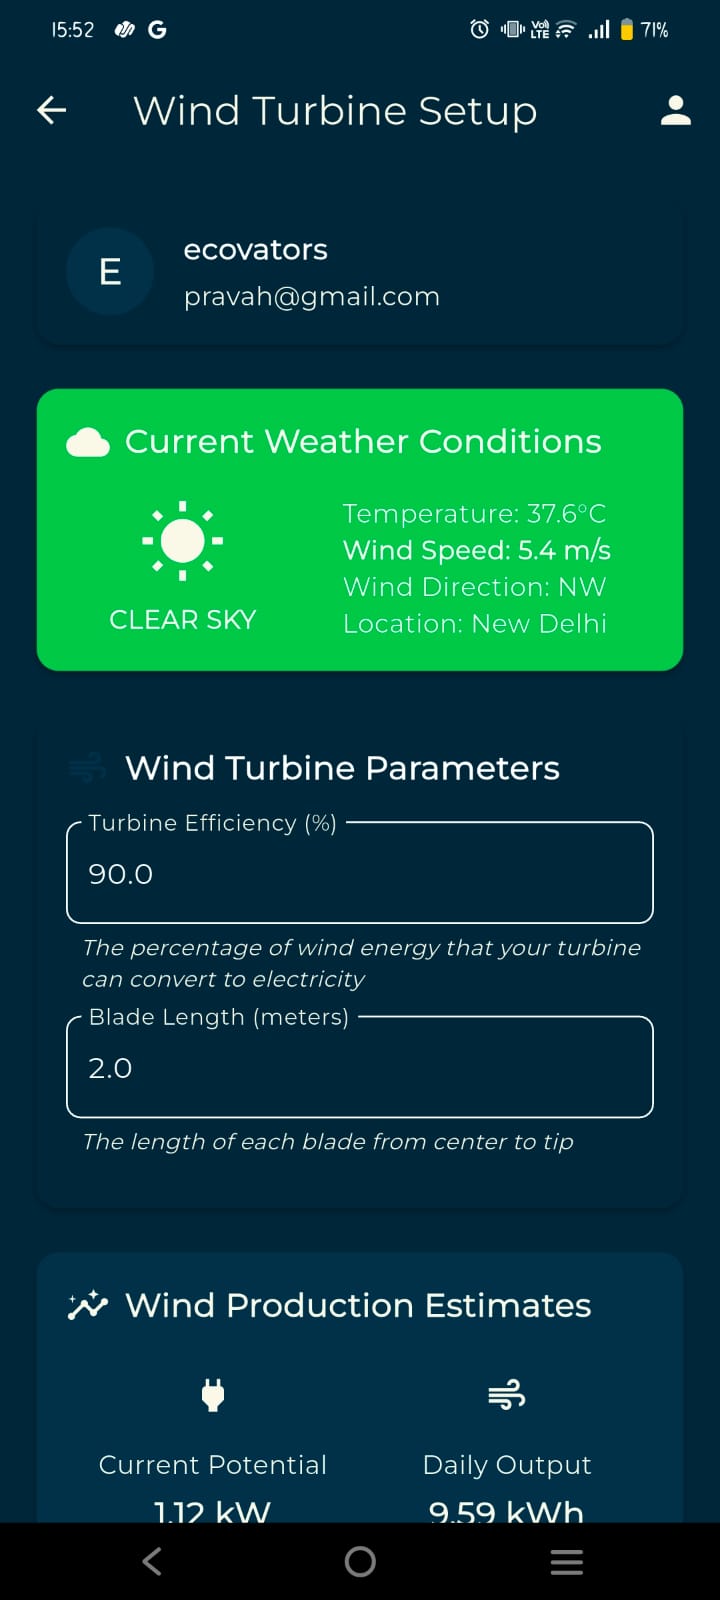 15:52
G
Vo)
LTE
71%
Wind Turbine Setup
E
ecovators
pravah@gmail.com
Current Weather Conditions
CLEAR SKY
Temperature: 37.6°C
Wind Speed: 5.4 m/s
Wind Direction: NW
Location: New Delhi
Wind Turbine Parameters
Turbine Efficiency (%)
90.0
The percentage of wind energy that your turbine
can convert to electricity
Blade Length (meters)
2.0
The length of each blade from center to tip
Wind Production Estimates
Current Potential
1.12 kW
Daily Output
9.59 kWh